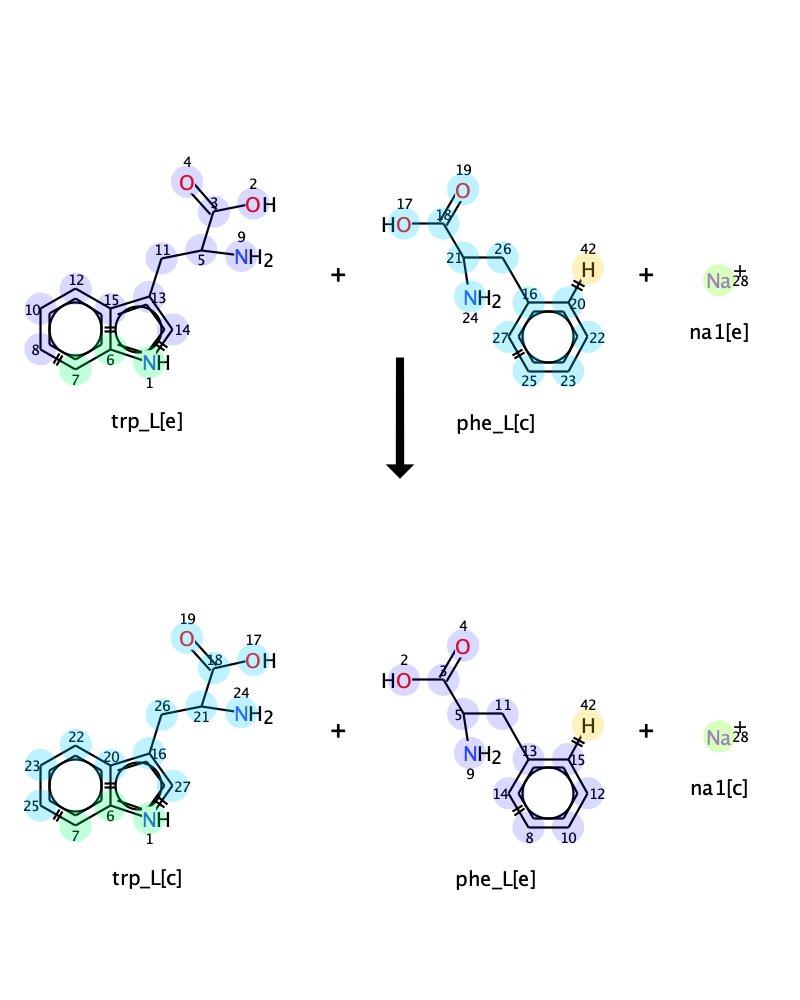 4
2
19
O
3
OH
O
17
9
HO
18
11
5
NH2
21
26
42
H
12
NH2
24
Na+
28
10
15
13
16
20
na1[e]
8
14
27
22
6
NH
7
1
25
23
trp_L[e]
+
phe_L[c]
+
19
17
4
O
18
OH
2
O
24
HO
3
26
21
NH2
5
11
42
H
22
NH2
9
Na+
28
23
20
16
13
15
na1[c]
25
27
14
12
6
NH
7
1
8
10
trp_L[c]
+
phe_L[e]
+